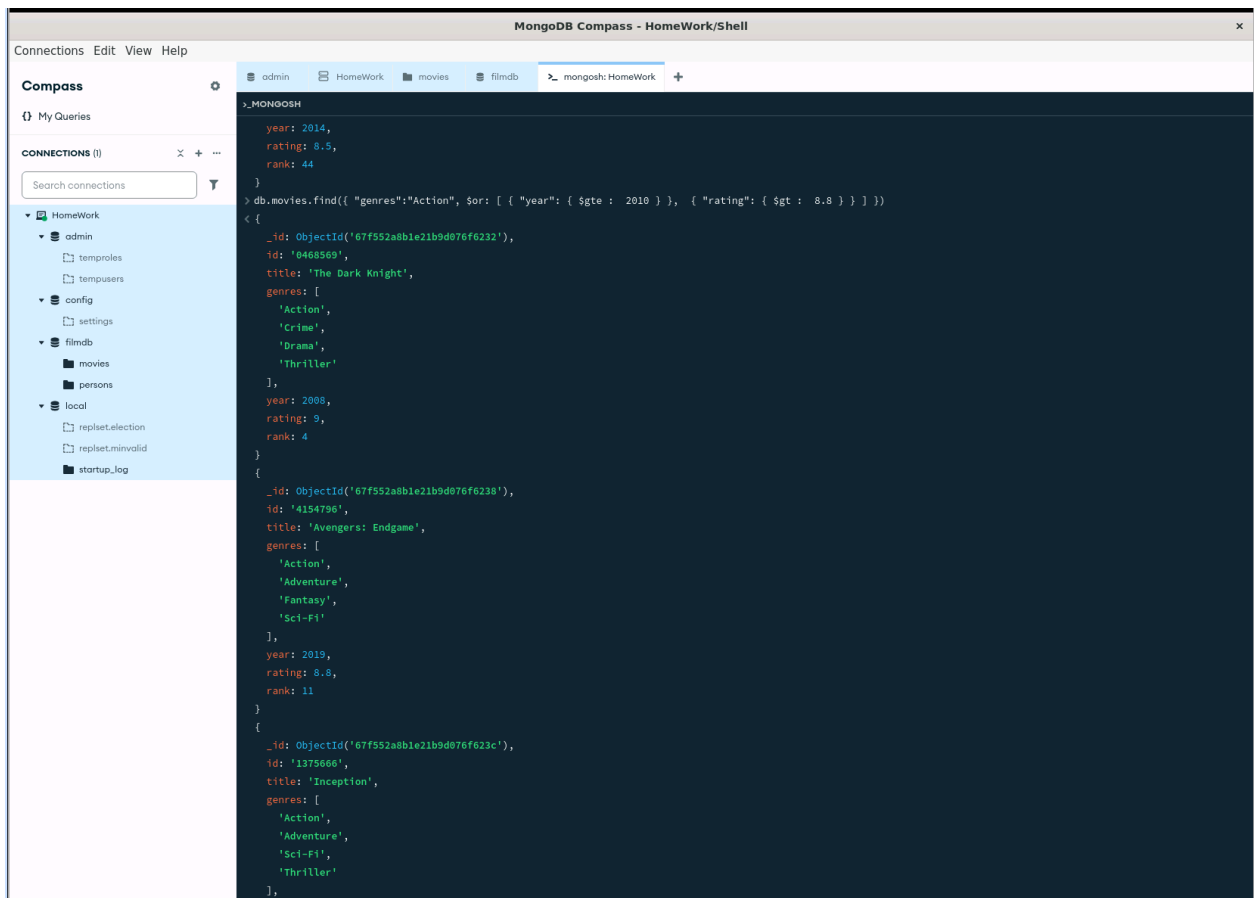 MongoDB Compass - HomeWork/Shell
Connections Edit View Help
Compass
{} My Queries
CONNECTIONS (1)
Search connections
HomeWork
admin
temproles
tempusers
config
settings
filmdb
movies
persons
local
replset.election
replset.minvalid
startup_log
admin HomeWork movies filmdb >_ mongosh: HomeWork +
>_MONGOSH
year: 2014,
rating: 8.5,
rank: 44
}
> db.movies.find({ "genres":"Action", $or: [ { "year": { $gte :  2010 } },  { "rating": { $gt :  8.8 } } ] })
< {
_id: ObjectId('67f552a8b1e21b9d076f6232'),
id: '0468569',
title: 'The Dark Knight',
genres: [
'Action',
'Crime',
'Drama',
'Thriller'
],
year: 2008,
rating: 9,
rank: 4
}
{
_id: ObjectId('67f552a8b1e21b9d076f6238'),
id: '4154796',
title: 'Avengers: Endgame',
genres: [
'Action',
'Adventure',
'Fantasy',
'Sci-Fi'
],
year: 2019,
rating: 8.8,
rank: 11
}
{
_id: ObjectId('67f552a8b1e21b9d076f623c'),
id: '1375666',
title: 'Inception',
genres: [
'Action',
'Adventure',
'Sci-Fi',
'Thriller'
],